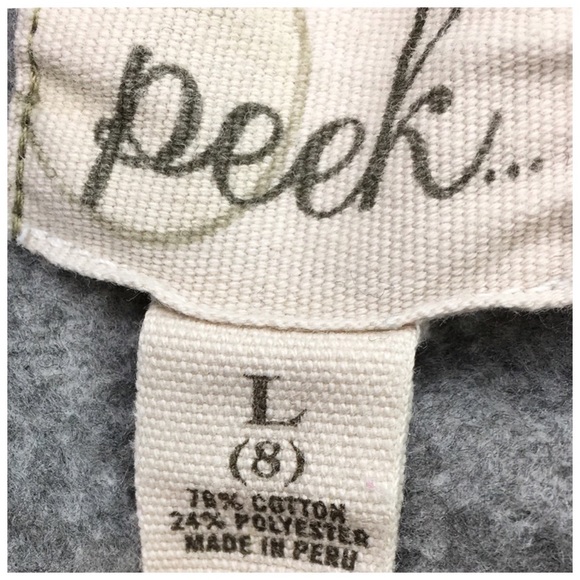 peek...
L
(8)
76% COTTON
24% POLYESTER
MADE IN PERU